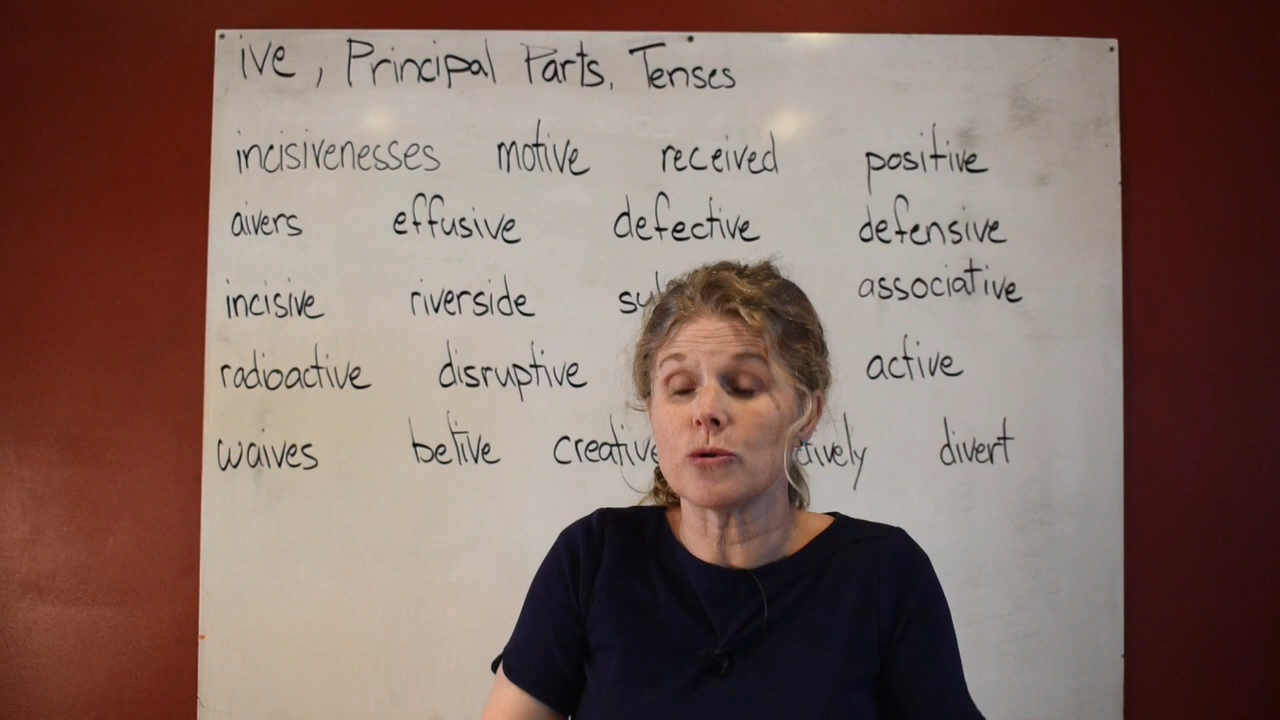 ive, Principal Parts, Tenses
incisivenesses motive received positive
aivers effusive defective defensive
incisive riverside associative
radioactive disruptive active
waives belive creative divert